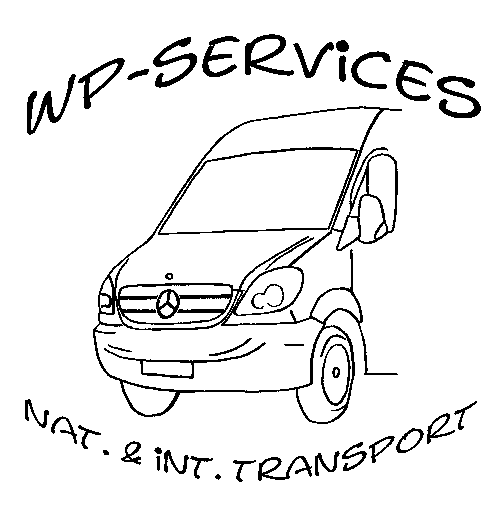 WP-SERViCES
NAT. & iNT. TRANSPORT